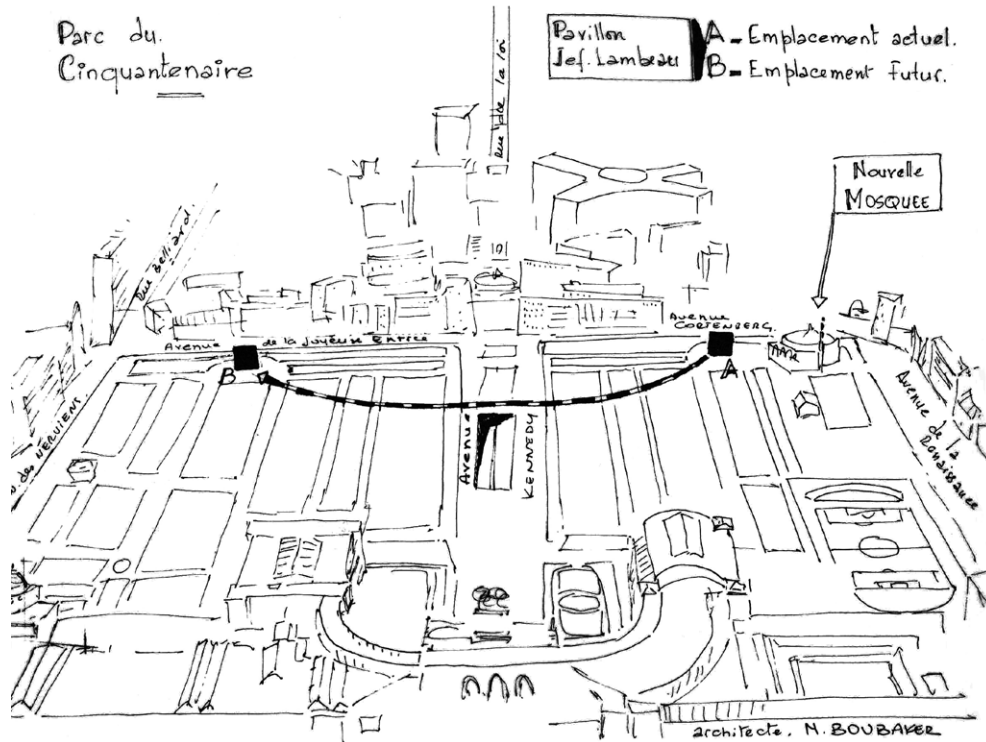 Parc du.
Cinquantenaire
Pavillon
Jef. Lambeau
A - Emplacement actuel.
B - Emplacement Futur.
Rue de la loi
Nouvelle
MOSQUEE
Rue Belliard.
Avenue de la Joyeuse Entrée
Avenue
CORTENBERG.
B
A
des NERVIENS.
Avenue
KENNEDY
Avenue de la
Renaissance
architecte. N. BOUBAKER